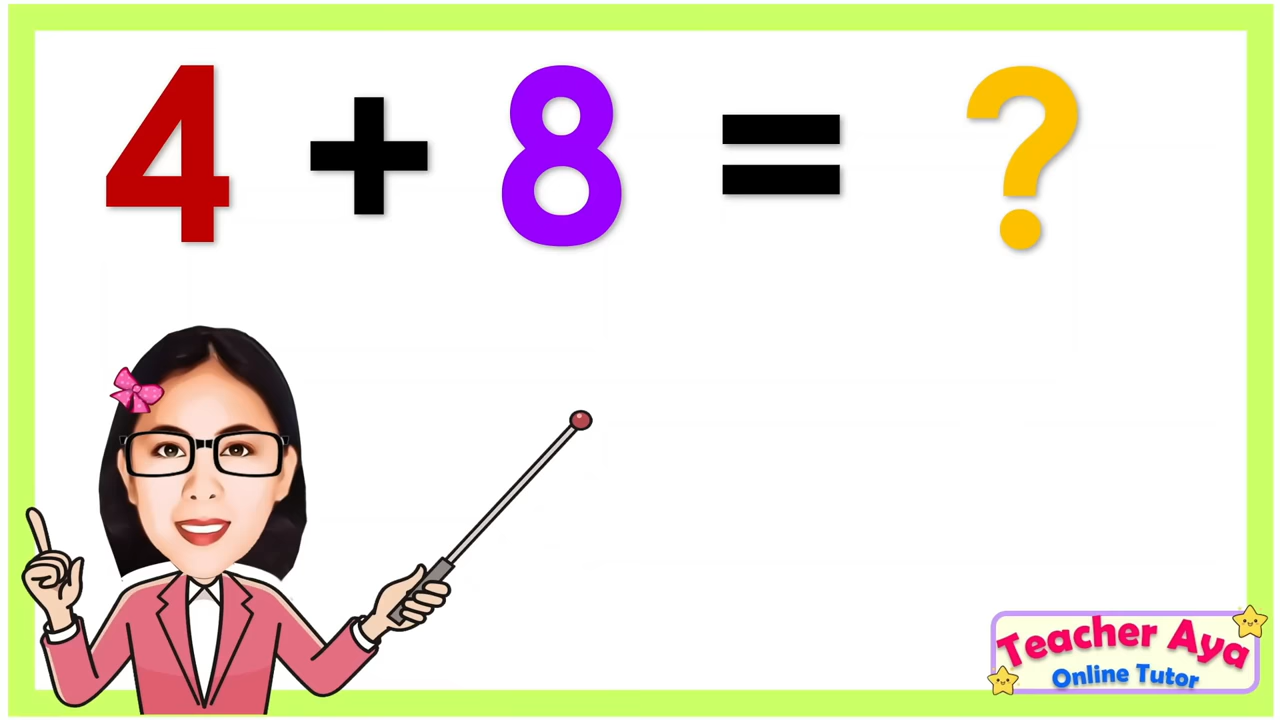 4 + 8 = ?
Teacher Aya
Online Tutor